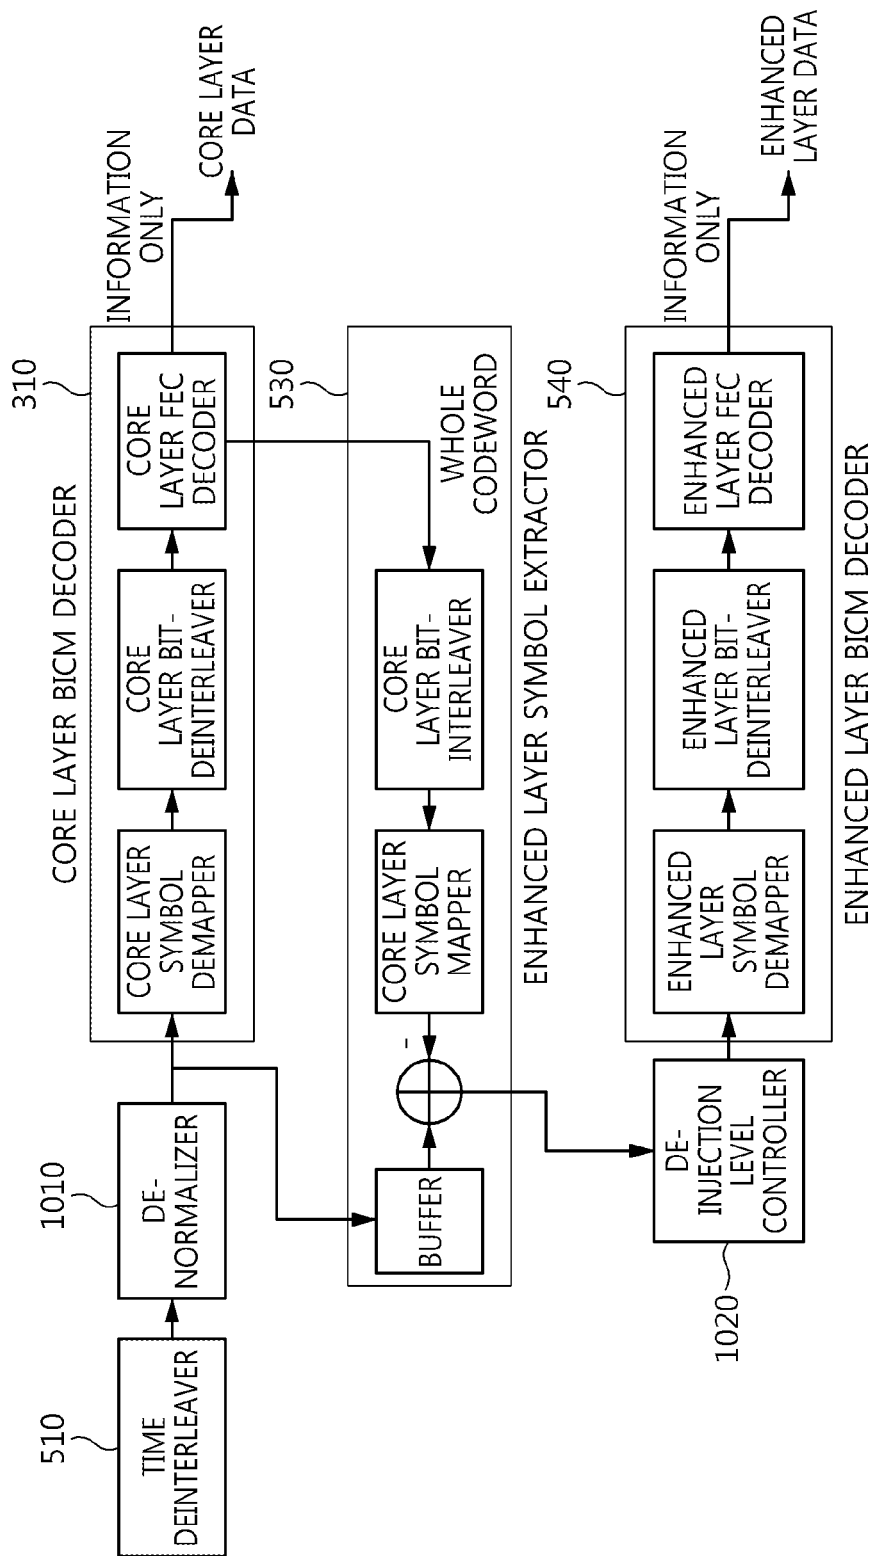 CORE LAYER BICM DECODER
310
510
TIME
DEINTERLEAVER
1010
DE-
NORMALIZER
CORE LAYER
SYMBOL
DEMAPPER
CORE
LAYER BIT-
DEINTERLEAVER
CORE
LAYER FEC
DECODER
INFORMATION
ONLY
CORE LAYER
DATA
530
BUFFER
-
CORE LAYER
SYMBOL
MAPPER
CORE
LAYER BIT-
INTERLEAVER
WHOLE
CODEWORD
ENHANCED LAYER SYMBOL EXTRACTOR
540
DE-
INJECTION
LEVEL
CONTROLLER
1020
ENHANCED
LAYER
SYMBOL
DEMAPPER
ENHANCED
LAYER BIT-
DEINTERLEAVER
ENHANCED
LAYER FEC
DECODER
INFORMATION
ONLY
ENHANCED
LAYER DATA
ENHANCED LAYER BICM DECODER